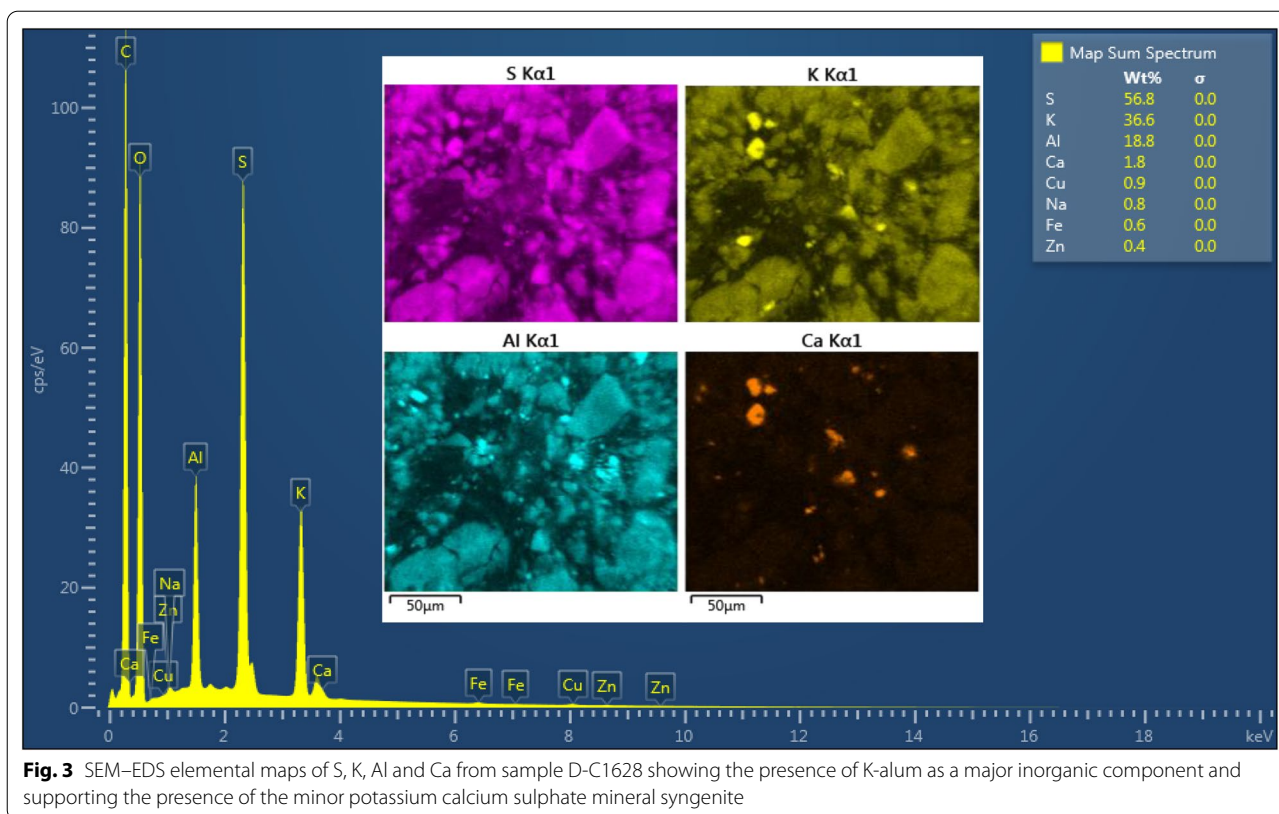 C
O
S
Al
K
Na
Zn
Fe
Ca
Cu
Ca
Fe
Fe
Cu
Zn
Zn
100
80
60
40
20
0
cps/eV
0 2 4 6 8 10 12 14 16 18 keV
S Kα1 K Kα1
Al Kα1 Ca Kα1
50μm 50μm
Map Sum Spectrum
Wt% σ
S 56.8 0.0
K 36.6 0.0
Al 18.8 0.0
Ca 1.8 0.0
Cu 0.9 0.0
Na 0.8 0.0
Fe 0.6 0.0
Zn 0.4 0.0
Fig. 3 SEM–EDS elemental maps of S, K, Al and Ca from sample D-C1628 showing the presence of K-alum as a major inorganic component and
supporting the presence of the minor potassium calcium sulphate mineral syngenite